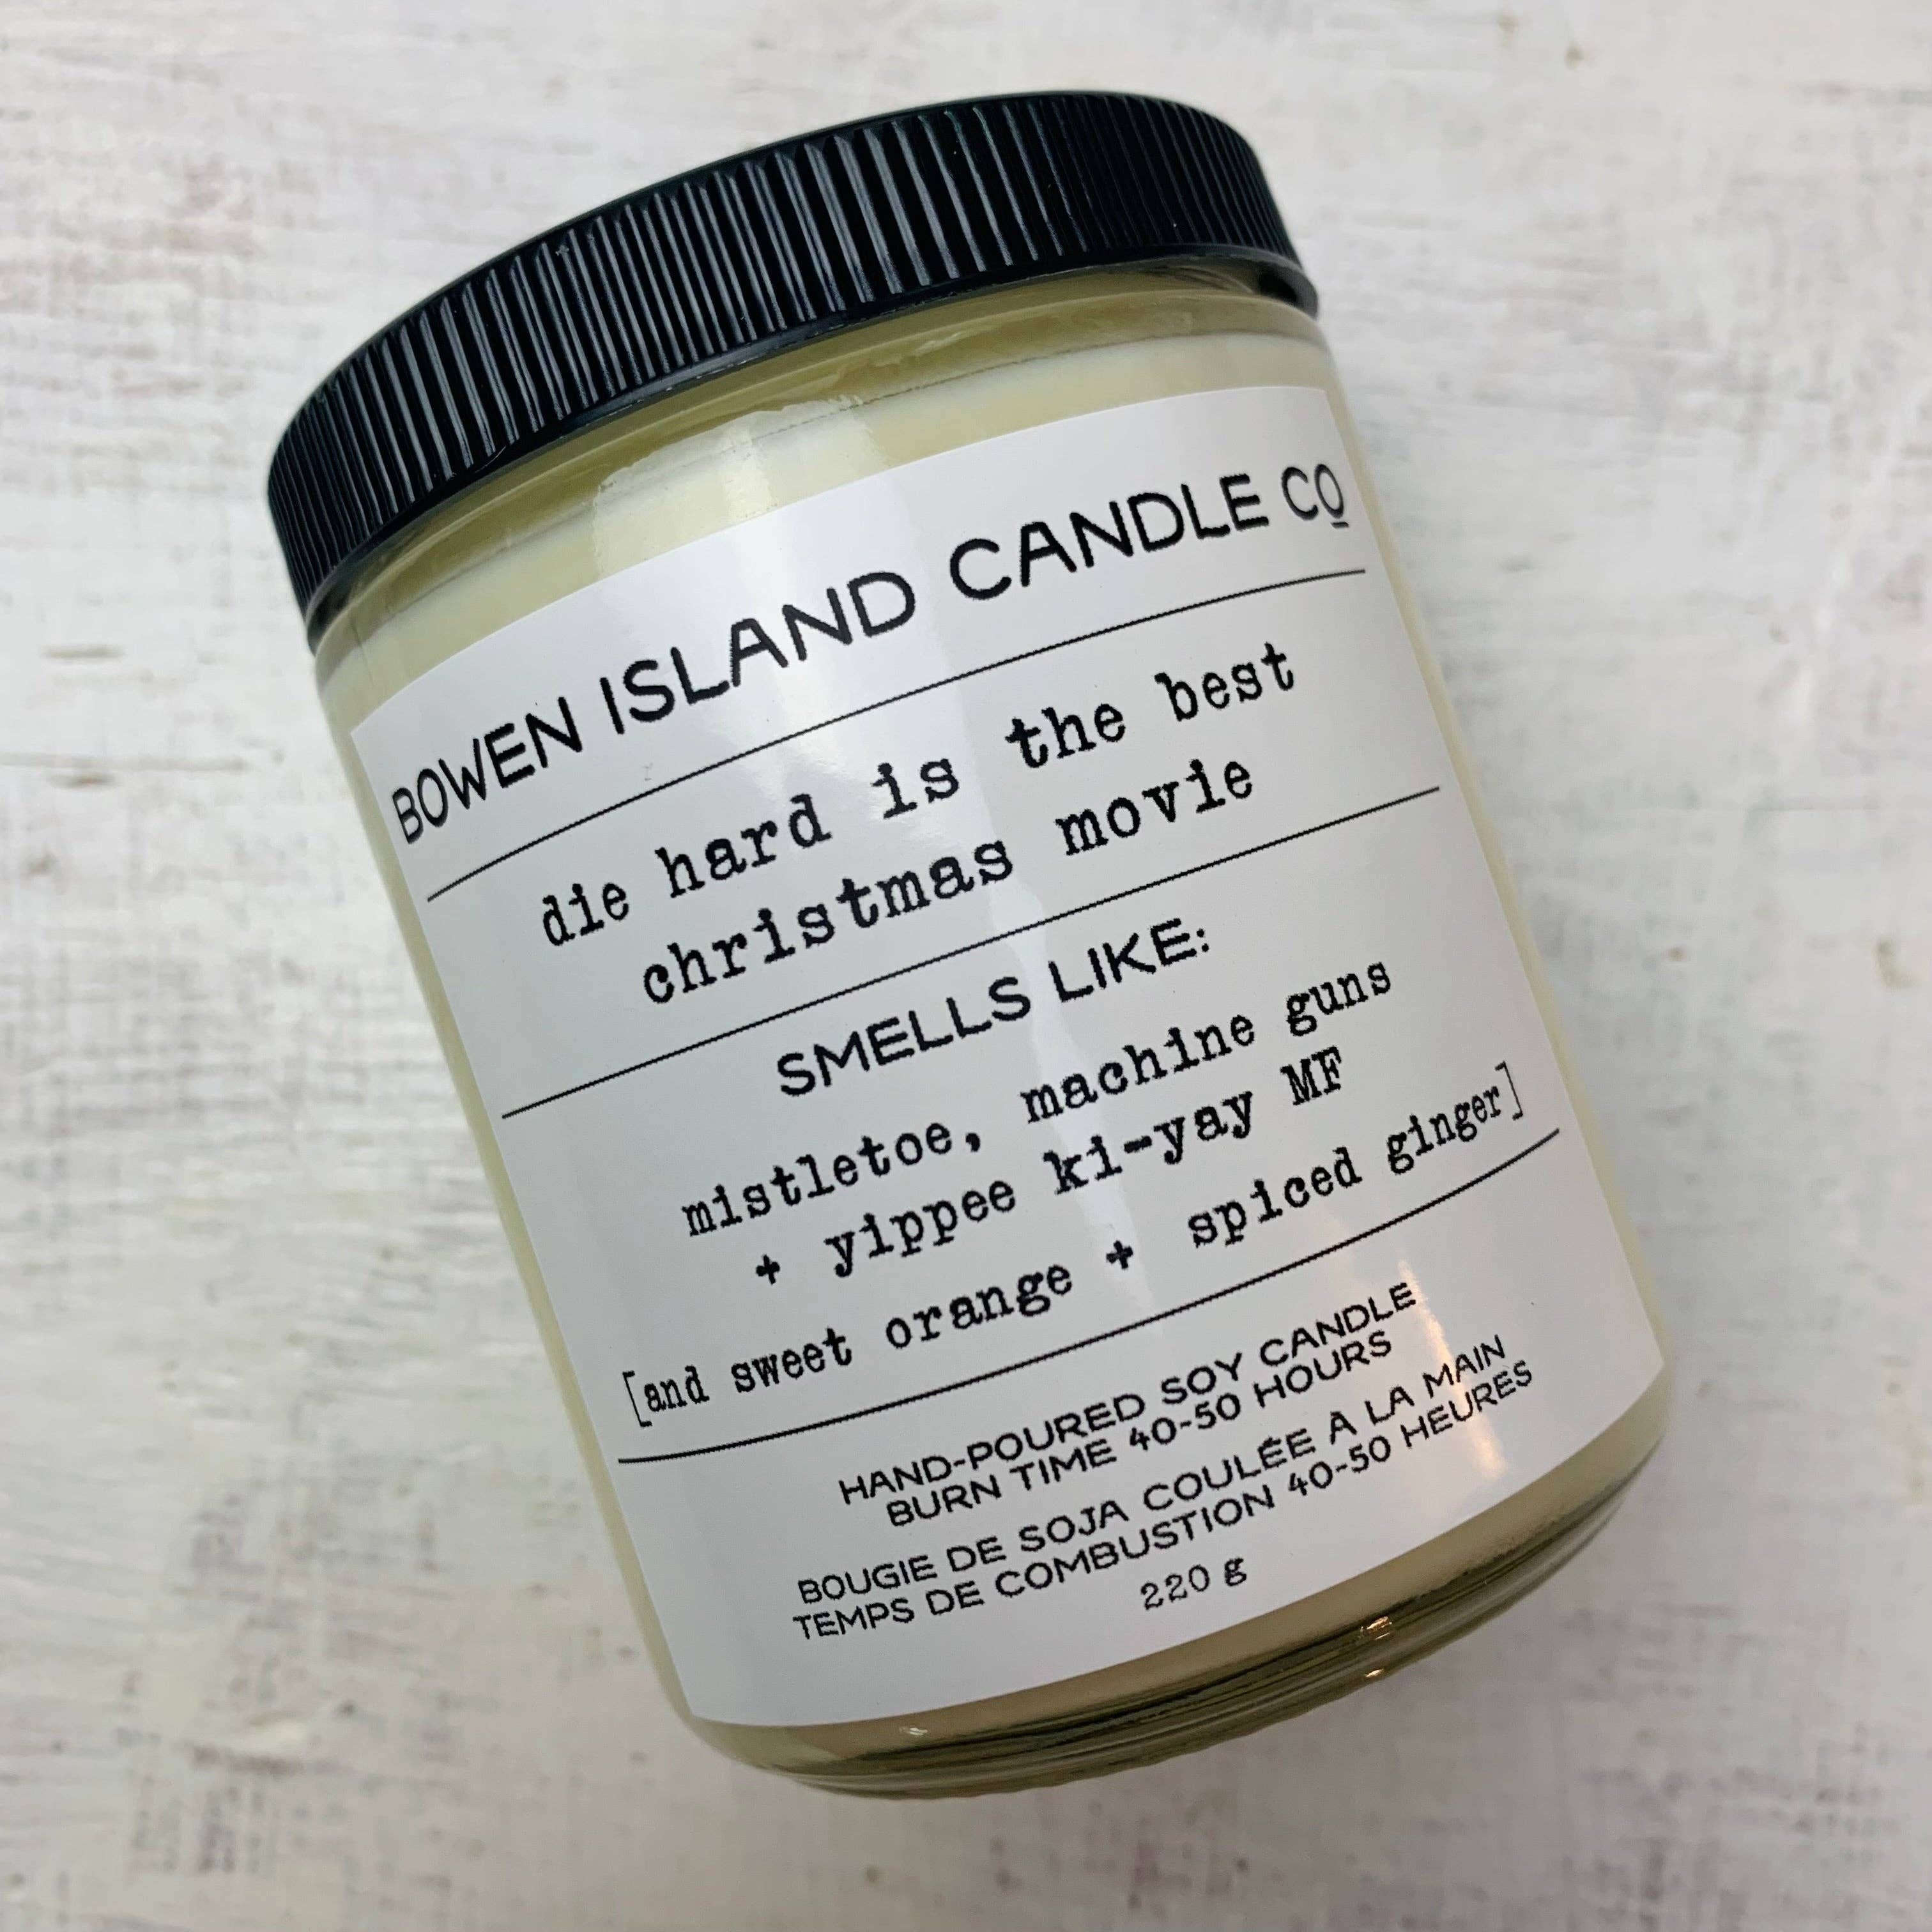 BOWEN ISLAND CANDLE CO
die hard is the best
christmas movie
SMELLS LIKE:
mistletoe, machine guns
+ yippee ki-yay MF
[and sweet orange + spiced ginger]
HAND-POURED SOY CANDLE
BURN TIME 40-50 HOURS
BOUGIE DE SOJA COULÉE À LA MAIN
TEMPS DE COMBUSTION 40-50 HEURES
220 g